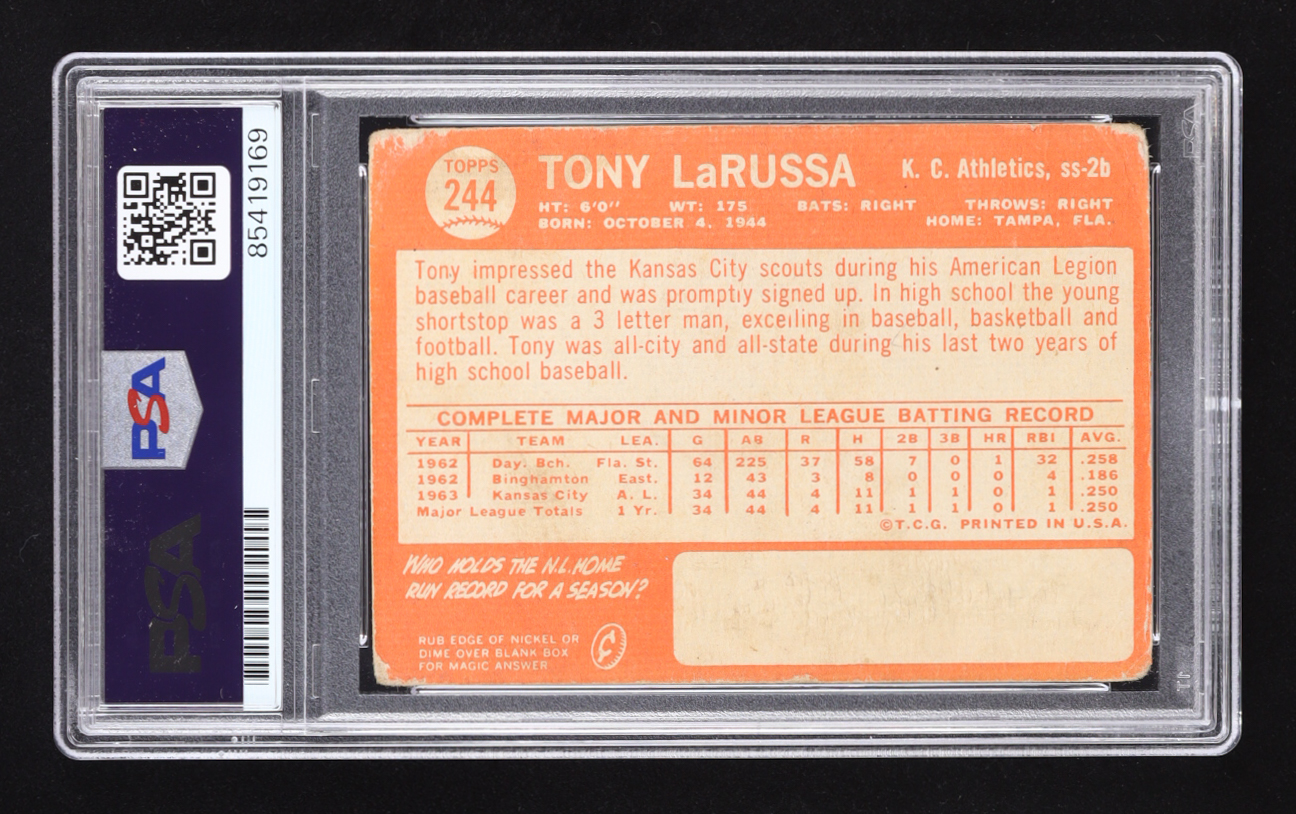 85419169
PSA
PSA
PSA
TOPPS
244
TONY LaRUSSA
K. C. Athletics, ss-2b
HT: 6'0" WT: 175 BATS: RIGHT THROWS: RIGHT
BORN: OCTOBER 4, 1944 HOME: TAMPA, FLA.
Tony impressed the Kansas City scouts during his American Legion
baseball career and was promptly signed up. In high school the young
shortstop was a 3 letter man, excelling in baseball, basketball and
football. Tony was all-city and all-state during his last two years of
high school baseball.
COMPLETE MAJOR AND MINOR LEAGUE BATTING RECORD
YEAR TEAM LEA. G AB R H 2B 3B HR RBI AVG.
1962 Day. Bch. Fla. St. 64 225 37 58 7 0 1 32 .258
1962 Binghamton East. 12 43 3 8 0 0 0 4 .186
1963 Kansas City A. L. 34 44 4 11 1 1 0 1 .250
Major League Totals 1 Yr. 34 44 4 11 1 1 0 1 .250
©T.C.G. PRINTED IN U.S.A.
WHO HOLDS THE N.L. HOME
RUN RECORD FOR A SEASON?
RUB EDGE OF NICKEL OR
DIME OVER BLANK BOX
FOR MAGIC ANSWER